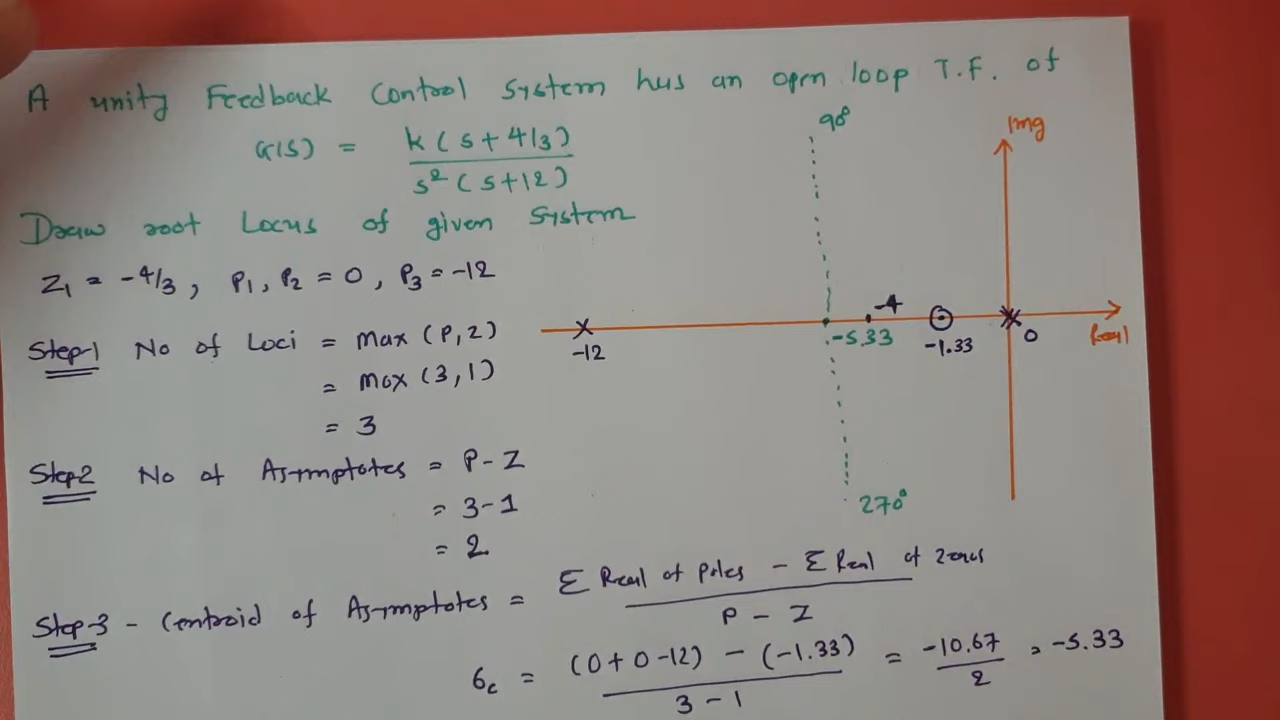 A unity Feedback Control System has an open loop T.F. of
G(S) = k(s+4/3) / s²(s+12)
Draw root Locus of given System
Z1 = -4/3, P1, P2 = 0, P3 = -12
Step-1 No of Loci = max (P,Z)
= max (3,1)
= 3
Step2 No of Asymptotes = P-Z
= 3-1
= 2
Step-3 - Centroid of Asymptotes = Σ Real of Poles - Σ Real of Zeros / P - Z
6c = (0+0-12) - (-1.33) / 3-1 = -10.67 / 2 = -5.33
90°
Img
-4
-12
-5.33
-1.33
0
Real
270°